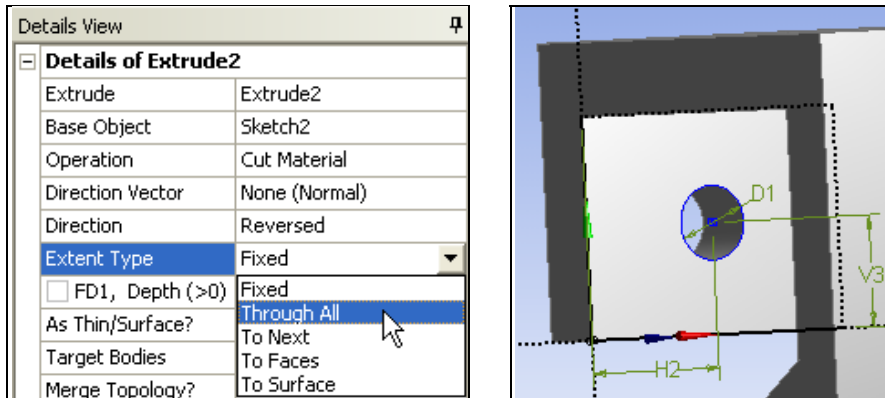 Details View
Details of Extrude2
Extrude Extrude2
Base Object Sketch2
Operation Cut Material
Direction Vector None (Normal)
Direction Reversed
Extent Type Fixed
FD1, Depth (>0) Fixed
Through All
As Thin/Surface? To Next
Target Bodies To Faces
Merge Topology? To Surface
D1
V3
H2